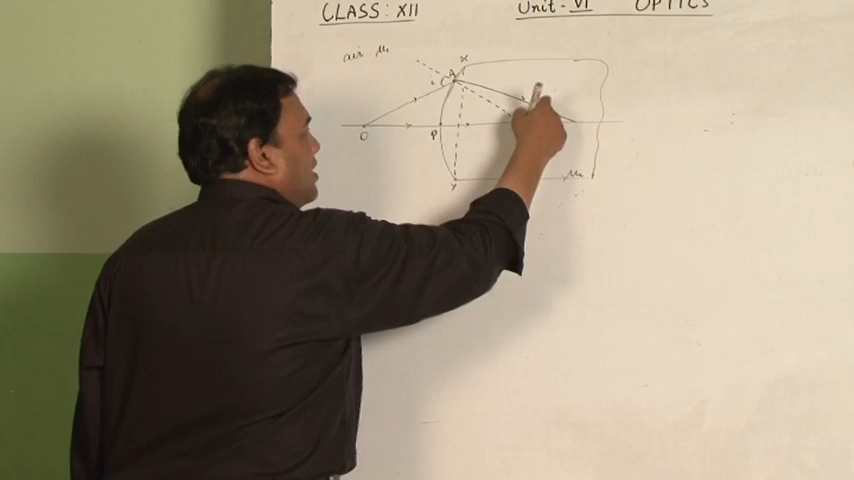 CLASS: XII
Unit-VI OPTICS
air μ₁
X
A
i
O
P
Y
μ₂